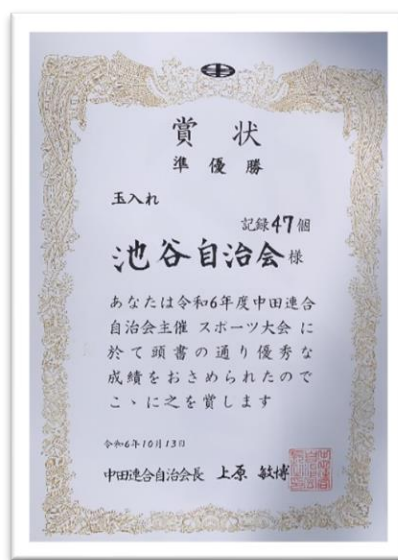 賞状
準優勝
玉入れ
記録47個
池谷自治会様
あなたは令和6年度中田連合
自治会主催 スポーツ大会 に
於て頭書の通り優秀な
成績をおさめられたので
こゝに之を賞します
令和6年10月13日
中田連合自治会長 上原 敏博